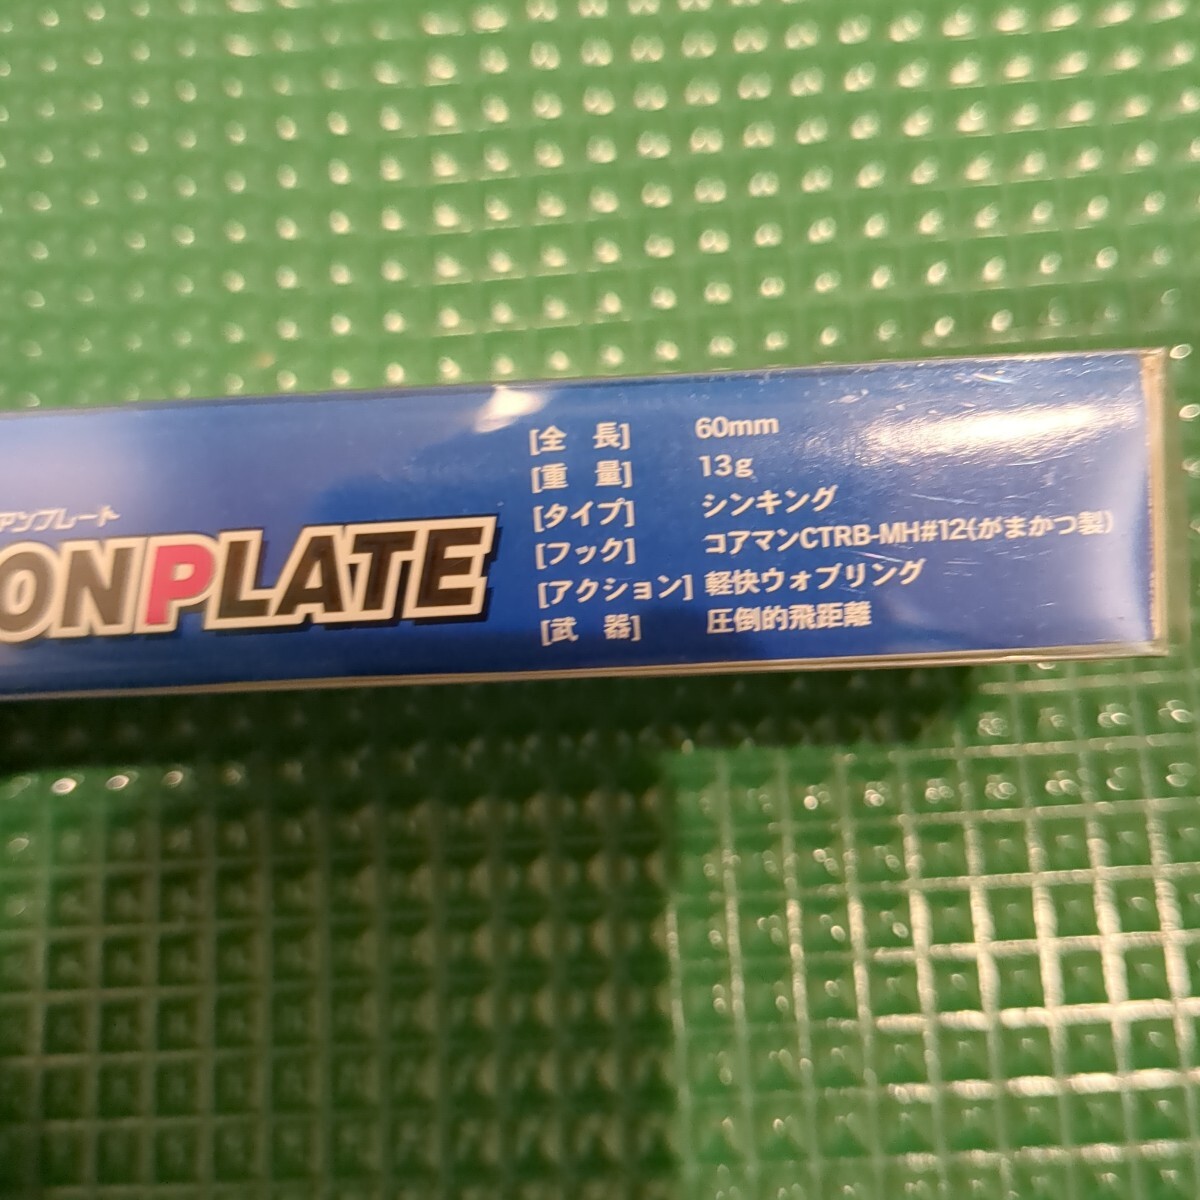 アンプレート
ONPLATE
[全 長] 60mm
[重 量] 13g
[タイプ] シンキング
[フック] コアマンCTRB-MH#12(がまかつ製)
[アクション] 軽快ウォブリング
[武 器] 圧倒的飛距離